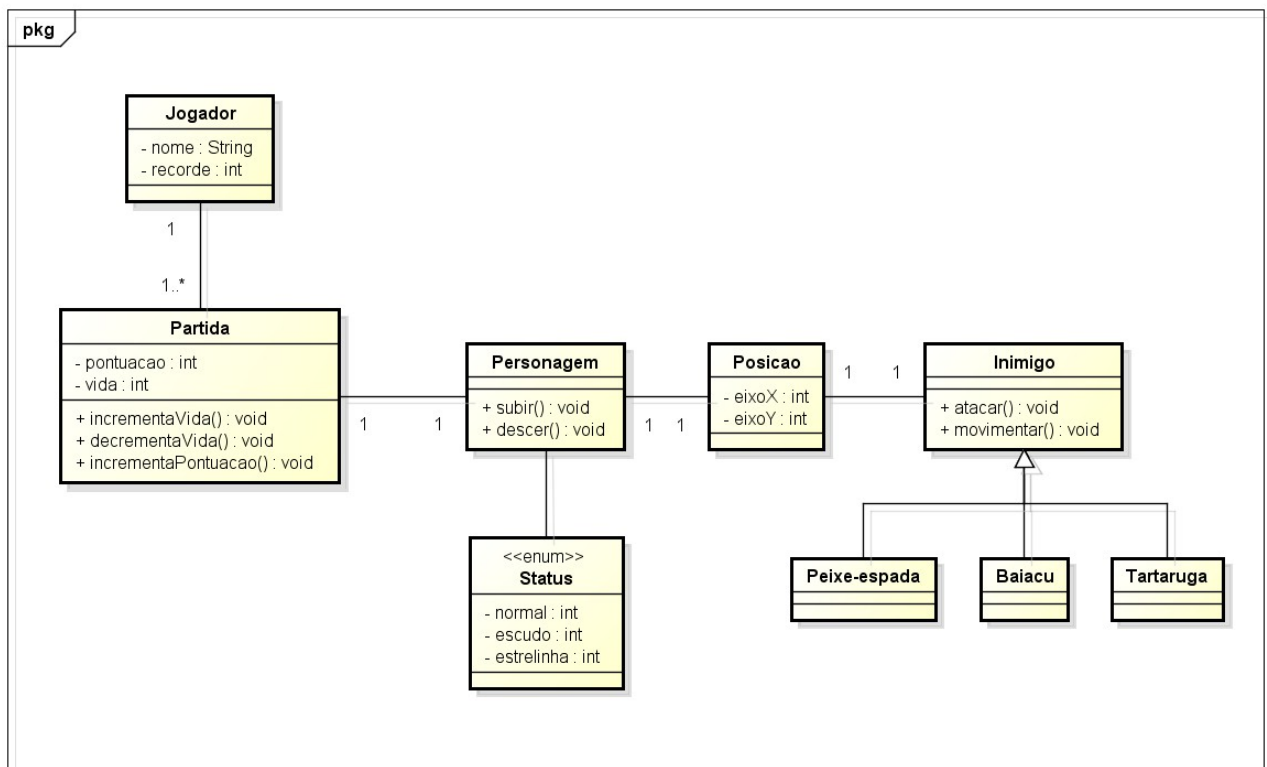 pkg
Jogador
- nome : String
- recorde : int
1
1..*
Partida
- pontuacao : int
- vida : int
+ incrementaVida() : void
+ decrementaVida() : void
+ incrementaPontuacao() : void
1
1
Personagem
+ subir() : void
+ descer() : void
1
1
Posicao
- eixoX : int
- eixoY : int
1
1
Inimigo
+ atacar() : void
+ movimentar() : void
<<enum>>
Status
- normal : int
- escudo : int
- estrelinha : int
Peixe-espada
Baiacu
Tartaruga